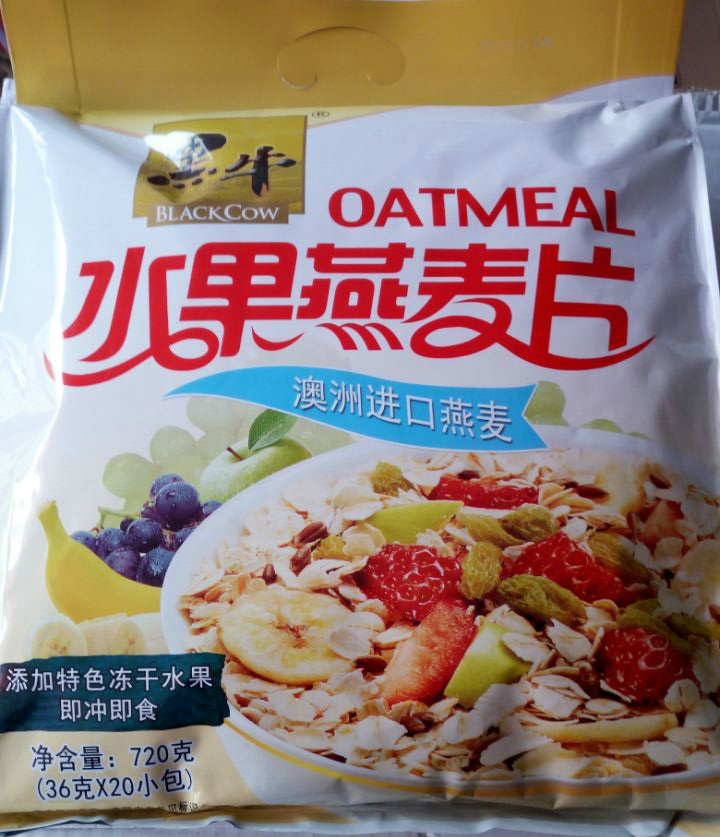 黑牛
®
BLACKCOW
OATMEAL
水果燕麦片
澳洲进口燕麦
添加特色冻干水果
即冲即食
净含量：720克
(36克X20小包)